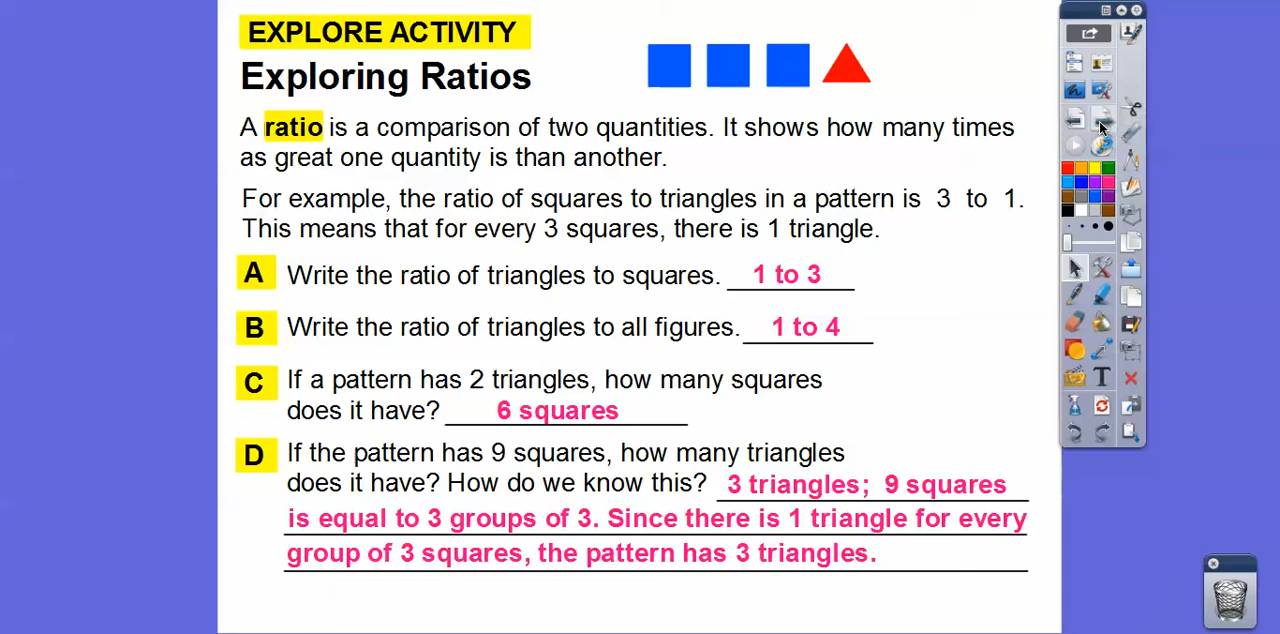 EXPLORE ACTIVITY
Exploring Ratios
A ratio is a comparison of two quantities. It shows how many times
as great one quantity is than another.
For example, the ratio of squares to triangles in a pattern is 3 to 1.
This means that for every 3 squares, there is 1 triangle.
A Write the ratio of triangles to squares. 1 to 3
B Write the ratio of triangles to all figures. 1 to 4
C If a pattern has 2 triangles, how many squares
does it have? 6 squares
D If the pattern has 9 squares, how many triangles
does it have? How do we know this? 3 triangles; 9 squares
is equal to 3 groups of 3. Since there is 1 triangle for every
group of 3 squares, the pattern has 3 triangles.
T